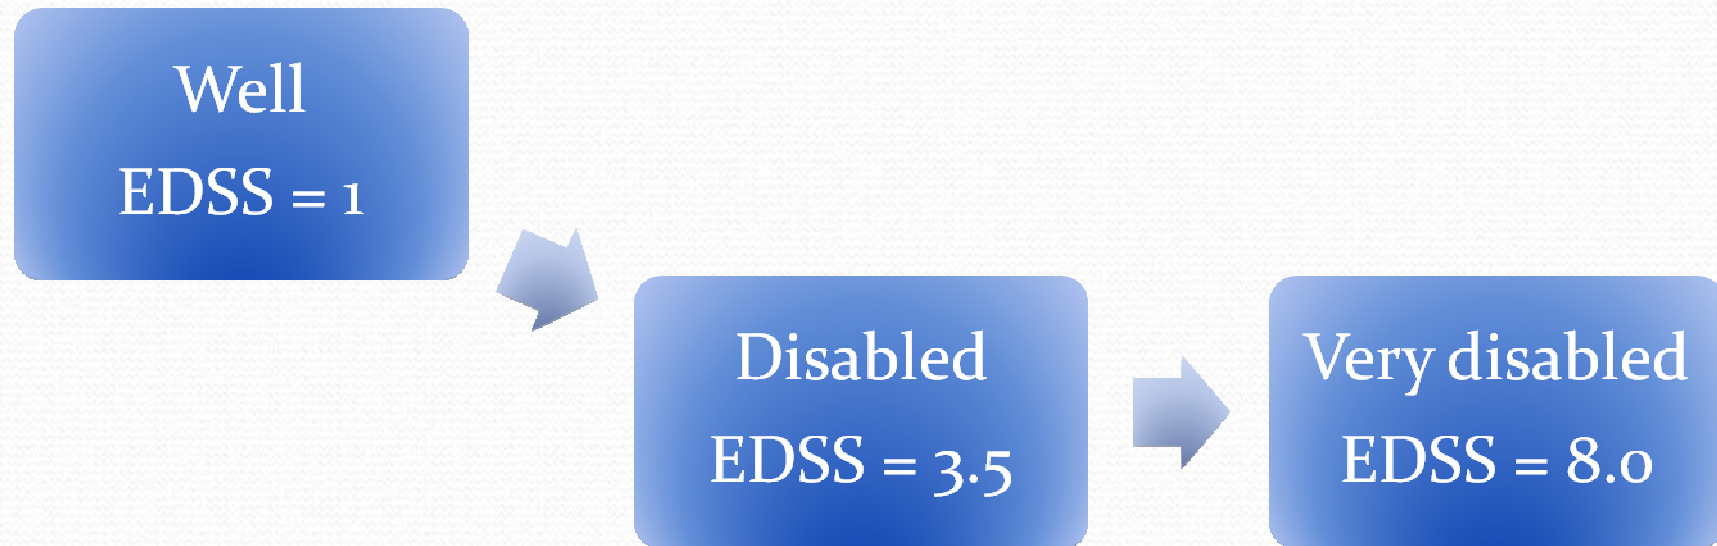 Well
EDSS = 1
Disabled
EDSS = 3.5
Very disabled
EDSS = 8.0